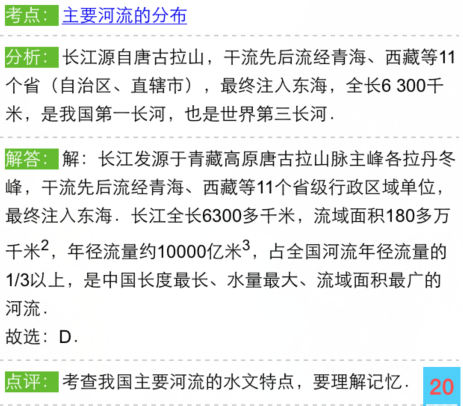 考点：主要河流的分布
分析：长江源自唐古拉山，干流先后流经青海、西藏等11
个省（自治区、直辖市），最终注入东海，全长6 300千
米，是我国第一长河，也是世界第三长河．
解答：解：长江发源于青藏高原唐古拉山脉主峰各拉丹冬
峰，干流先后流经青海、西藏等11个省级行政区域单位，
最终注入东海．长江全长6300多千米，流域面积180多万
千米²，年径流量约10000亿米³，占全国河流年径流量的
1/3以上，是中国长度最长、水量最大、流域面积最广的
河流．
故选：D．
点评：考查我国主要河流的水文特点，要理解记忆．
20